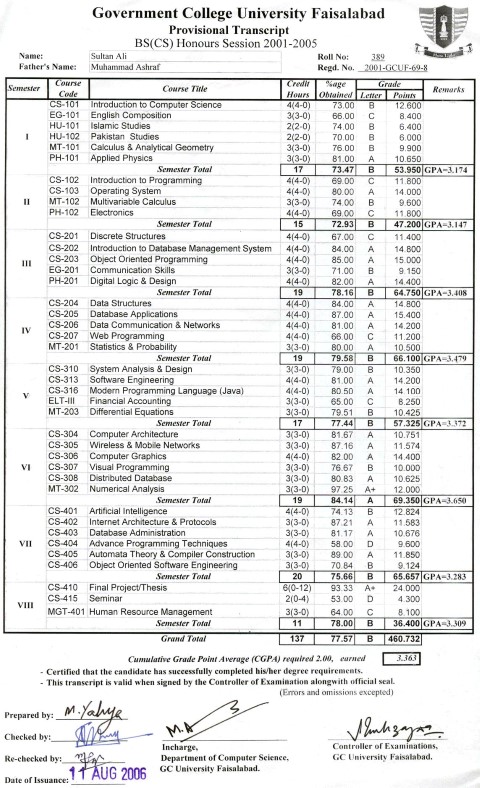 Government College University Faisalabad
Provisional Transcript
BS(CS) Honours Session 2001-2005
Name: Sultan Ali Roll No: 389
Father's Name: Muhammad Ashraf Regd. No. 2001-GCUF-69-8
Semester Course Code Course Title Credit Hours %age Obtained Grade Letter Points Remarks
I
CS-101 Introduction to Computer Science 4(4-0) 73.00 B 12.600
EG-101 English Composition 3(3-0) 66.00 C 8.400
HU-101 Islamic Studies 2(2-0) 74.00 B 6.400
HU-102 Pakistan Studies 2(2-0) 70.00 B 6.000
MT-101 Calculus & Analytical Geometry 3(3-0) 76.00 B 9.900
PH-101 Applied Physics 3(3-0) 81.00 A 10.650
Semester Total 17 73.47 B 53.950 GPA=3.174
II
CS-102 Introduction to Programming 4(4-0) 69.00 C 11.800
CS-103 Operating System 4(4-0) 80.00 A 14.000
MT-102 Multivariable Calculus 3(3-0) 74.00 B 9.600
PH-102 Electronics 4(4-0) 69.00 C 11.800
Semester Total 15 72.93 B 47.200 GPA=3.147
III
CS-201 Discrete Structures 4(4-0) 67.00 C 11.400
CS-202 Introduction to Database Management System 4(4-0) 84.00 A 14.800
CS-203 Object Oriented Programming 4(4-0) 85.00 A 15.000
EG-201 Communication Skills 3(3-0) 71.00 B 9.150
PH-201 Digital Logic & Design 4(4-0) 82.00 A 14.400
Semester Total 19 78.16 B 64.750 GPA=3.408
IV
CS-204 Data Structures 4(4-0) 84.00 A 14.800
CS-205 Database Applications 4(4-0) 87.00 A 15.400
CS-206 Data Communication & Networks 4(4-0) 81.00 A 14.200
CS-207 Web Programming 4(4-0) 66.00 C 11.200
MT-201 Statistics & Probability 3(3-0) 80.00 A 10.500
Semester Total 19 79.58 B 66.100 GPA=3.479
V
CS-310 System Analysis & Design 3(3-0) 79.00 B 10.350
CS-313 Software Engineering 4(4-0) 81.00 A 14.200
CS-316 Modern Programming Language (Java) 4(4-0) 80.50 A 14.100
ELT-III Financial Accounting 3(3-0) 65.00 C 8.250
MT-203 Differential Equations 3(3-0) 79.51 B 10.425
Semester Total 17 77.44 B 57.325 GPA=3.372
VI
CS-304 Computer Architecture 3(3-0) 81.67 A 10.751
CS-305 Wireless & Mobile Networks 3(3-0) 87.16 A 11.574
CS-306 Computer Graphics 4(4-0) 82.00 A 14.400
CS-307 Visual Programming 3(3-0) 76.67 B 10.000
CS-308 Distributed Database 3(3-0) 80.83 A 10.625
MT-302 Numerical Analysis 3(3-0) 97.25 A+ 12.000
Semester Total 19 84.14 A 69.350 GPA=3.650
VII
CS-401 Artificial Intelligence 4(4-0) 74.13 B 12.824
CS-402 Internet Architecture & Protocols 3(3-0) 87.21 A 11.583
CS-403 Database Administration 3(3-0) 81.17 A 10.676
CS-404 Advance Programming Techniques 4(4-0) 58.00 D 9.600
CS-405 Automata Theory & Compiler Construction 3(3-0) 89.00 A 11.850
CS-406 Object Oriented Software Engineering 3(3-0) 70.84 B 9.124
Semester Total 20 75.66 B 65.657 GPA=3.283
VIII
CS-410 Final Project/Thesis 6(0-12) 93.33 A+ 24.000
CS-415 Seminar 2(0-4) 53.00 D 4.300
MGT-401 Human Resource Management 3(3-0) 64.00 C 8.100
Semester Total 11 78.00 B 36.400 GPA=3.309
Grand Total 137 77.57 B 460.732
Cumulative Grade Point Average (CGPA) required 2.00, earned 3.363
- Certified that the candidate has successfully completed his/her degree requirements.
- This transcript is valid when signed by the Controller of Examination alongwith official seal.
(Errors and omissions excepted)
Prepared by: M. Yahya
Checked by:
Re-checked by:
Date of Issuance: 11 AUG 2006
M.A
Incharge,
Department of Computer Science,
GC University Faisalabad.
Controller of Examinations,
GC University Faisalabad.